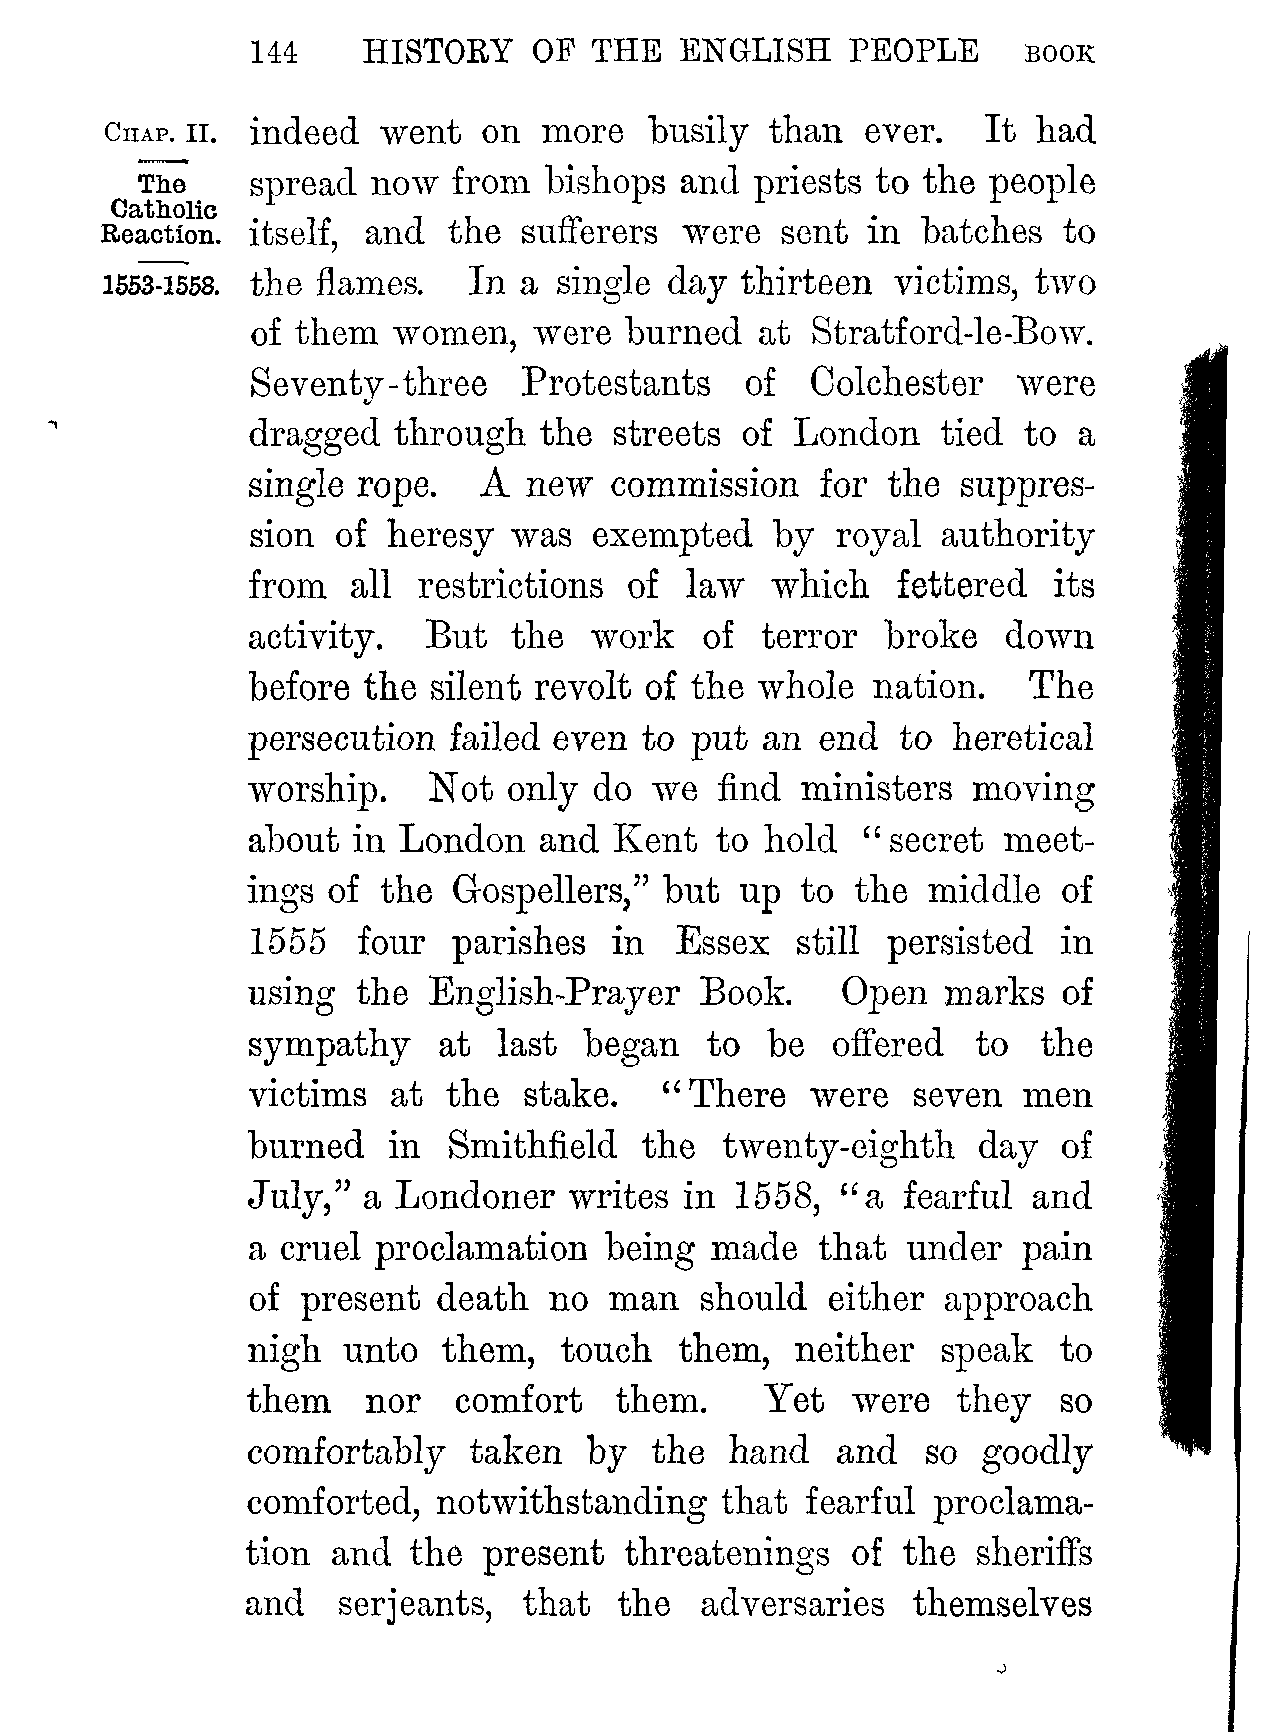 144 HISTORY OF THE ENGLISH PEOPLE BOOK
CHAP. II.
The
Catholic
Reaction.
1553-1558.
indeed went on more busily than ever. It had
spread now from bishops and priests to the people
itself, and the sufferers were sent in batches to
the flames. In a single day thirteen victims, two
of them women, were burned at Stratford-le-Bow.
Seventy-three Protestants of Colchester were
dragged through the streets of London tied to a
single rope. A new commission for the suppres-
sion of heresy was exempted by royal authority
from all restrictions of law which fettered its
activity. But the work of terror broke down
before the silent revolt of the whole nation. The
persecution failed even to put an end to heretical
worship. Not only do we find ministers moving
about in London and Kent to hold “secret meet-
ings of the Gospellers,” but up to the middle of
1555 four parishes in Essex still persisted in
using the English-Prayer Book. Open marks of
sympathy at last began to be offered to the
victims at the stake. “There were seven men
burned in Smithfield the twenty-eighth day of
July,” a Londoner writes in 1558, “a fearful and
a cruel proclamation being made that under pain
of present death no man should either approach
nigh unto them, touch them, neither speak to
them nor comfort them. Yet were they so
comfortably taken by the hand and so goodly
comforted, notwithstanding that fearful proclama-
tion and the present threatenings of the sheriffs
and serjeants, that the adversaries themselves